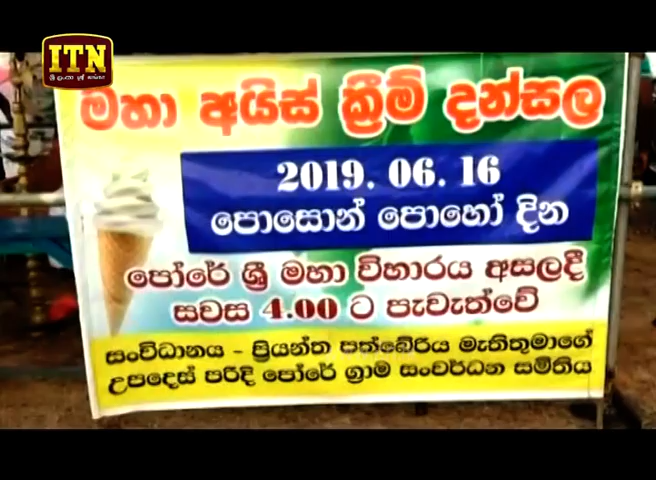 ITN
මහා අයිස් ක්‍රීම් දන්සල
2019. 06. 16
පොසොන් පොහෝ දින
පෝරේ ශ්‍රී මහා විහාරය අසලදී
සවස 4.00 ට පැවැත්වේ
සංවිධානය - ප්‍රියන්ත පත්බේරිය මැතිතුමාගේ
උපදෙස් පරිදි පෝරේ ග්‍රාම සංවර්ධන සමිතිය